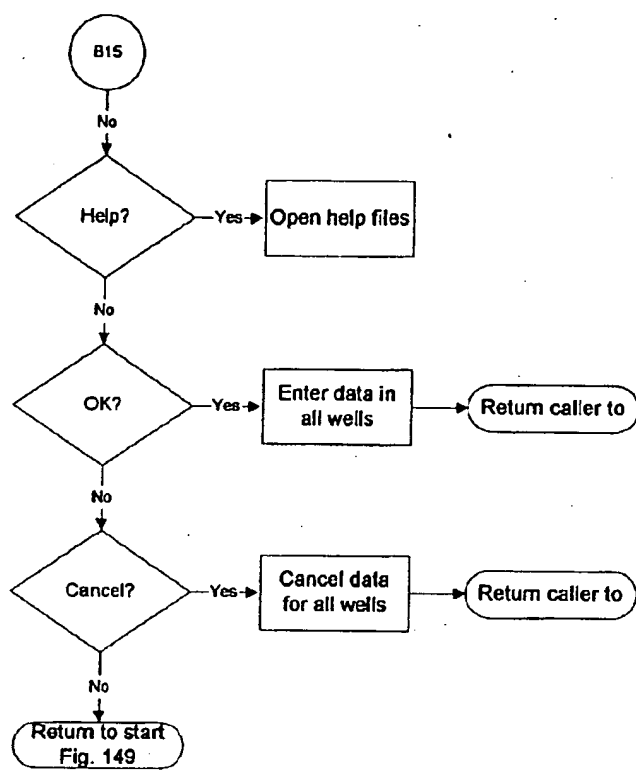 B15
No
Help?
Yes
Open help files
No
OK?
Yes
Enter data in
all wells
Return caller to
No
Cancel?
Yes
Cancel data
for all wells
Return caller to
No
Return to start
Fig. 149